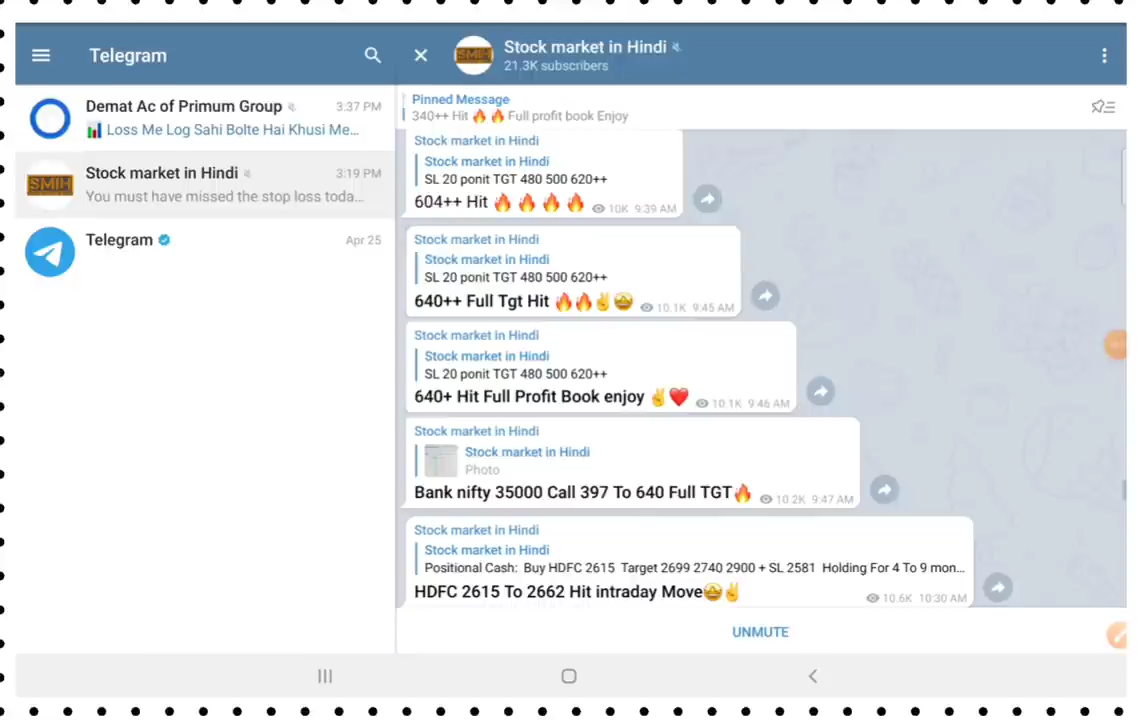 Telegram
Demat Ac of Primum Group
3:37 PM
Loss Me Log Sahi Bolte Hai Khusi Me...
SMIH
Stock market in Hindi
3:19 PM
You must have missed the stop loss toda...
Telegram
Apr 25
SMIH
Stock market in Hindi
21.3K subscribers
Pinned Message
340++ Hit 🔥 🔥 Full profit book Enjoy
Stock market in Hindi
Stock market in Hindi
SL 20 ponit TGT 480 500 620++
604++ Hit 🔥 🔥 🔥 🔥 10K 9:39 AM
Stock market in Hindi
Stock market in Hindi
SL 20 ponit TGT 480 500 620++
640++ Full Tgt Hit 🔥🔥✌️🤩 10.1K 9:45 AM
Stock market in Hindi
Stock market in Hindi
SL 20 ponit TGT 480 500 620++
640+ Hit Full Profit Book enjoy ✌️❤️ 10.1K 9:46 AM
Stock market in Hindi
Stock market in Hindi
Photo
Bank nifty 35000 Call 397 To 640 Full TGT🔥 10.2K 9:47 AM
Stock market in Hindi
Stock market in Hindi
Positional Cash: Buy HDFC 2615 Target 2699 2740 2900 + SL 2581 Holding For 4 To 9 mon...
HDFC 2615 To 2662 Hit intraday Move🤩✌️ 10.6K 10:30 AM
UNMUTE